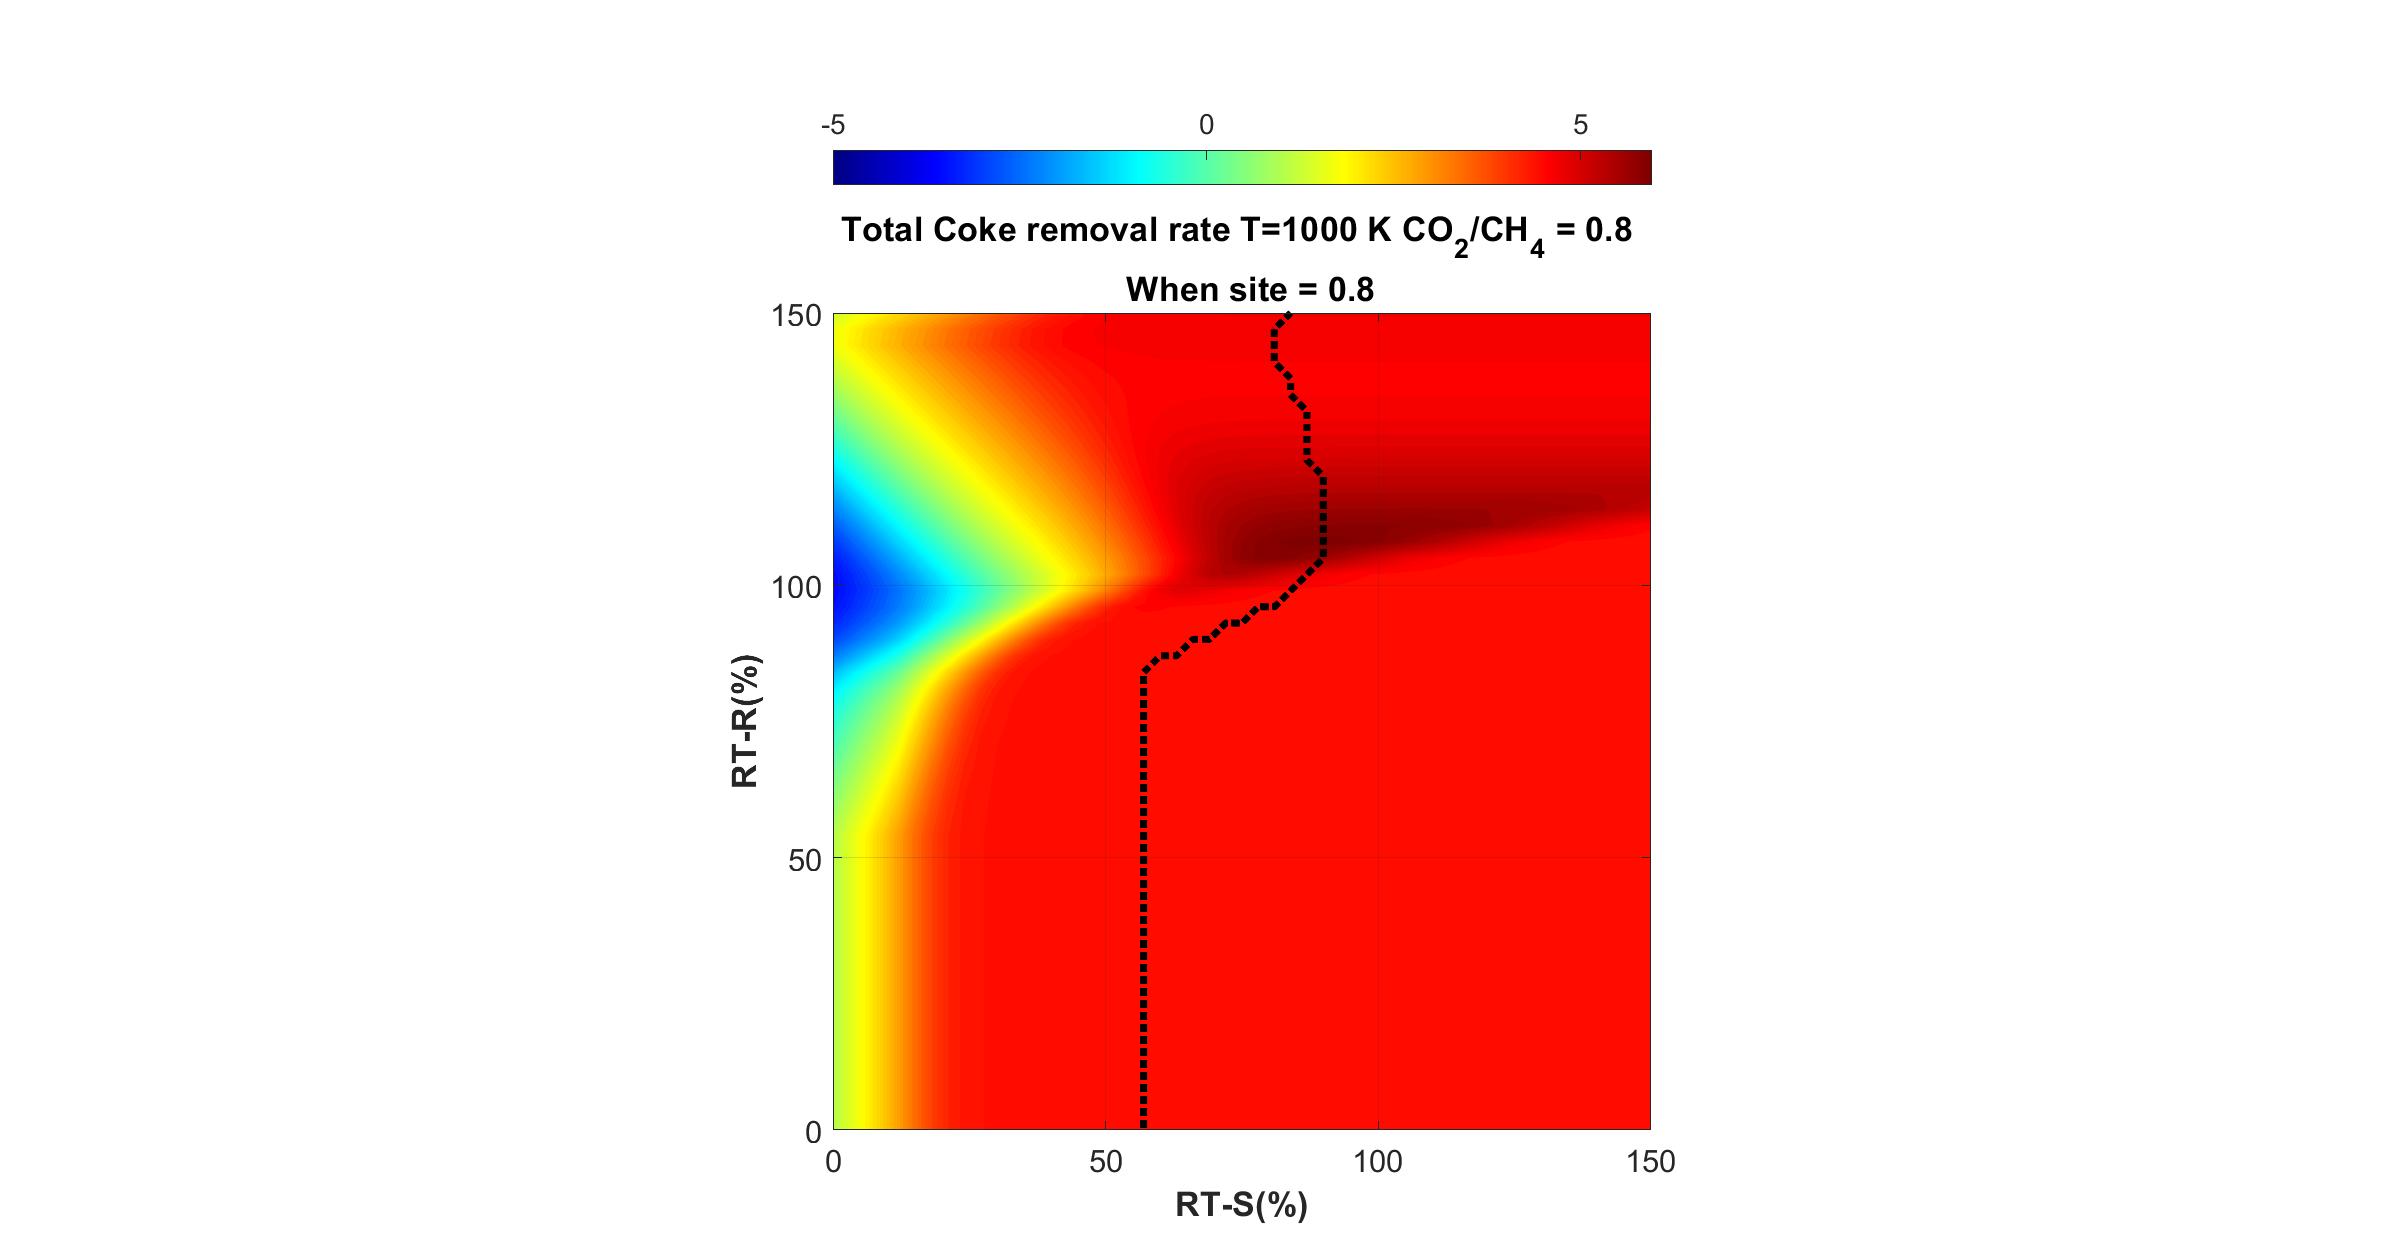 -5 0 5
Total Coke removal rate T=1000 K CO2/CH4 = 0.8
When site = 0.8
150
100
50
0
RT-R(%)
0 50 100 150
RT-S(%)